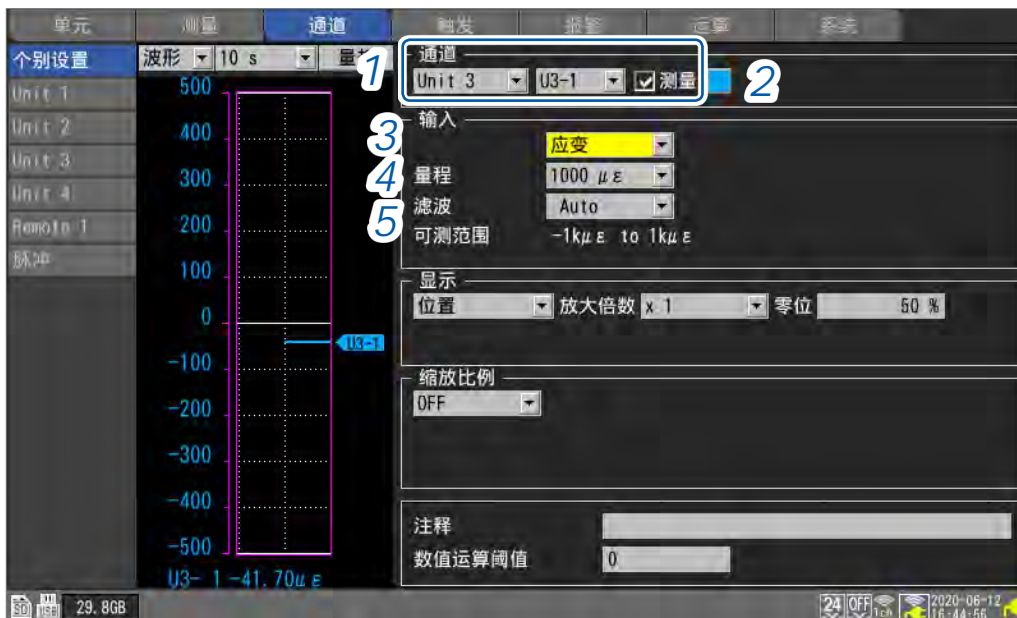 单元 测量 通道 触发 报警 运算 系统
个别设置 波形 10 s 通道
Unit 1
Unit 2
Unit 3
Unit 4
Remote 1
脉冲
1
Unit 3 U3-1 测量 2
输入
3 应变
4 量程 1000 με
5 滤波 Auto
可测范围 -1kμε to 1kμε
显示
位置 放大倍数 x 1 零位 50 %
缩放比例
OFF
注释
数值运算阈值 0
500
400
300
200
100
0
U3-1
-100
-200
-300
-400
-500
U3- 1 -41.70με
SD USB 29.8GB 24 OFF 1ch 2020-06-12
16:44:56